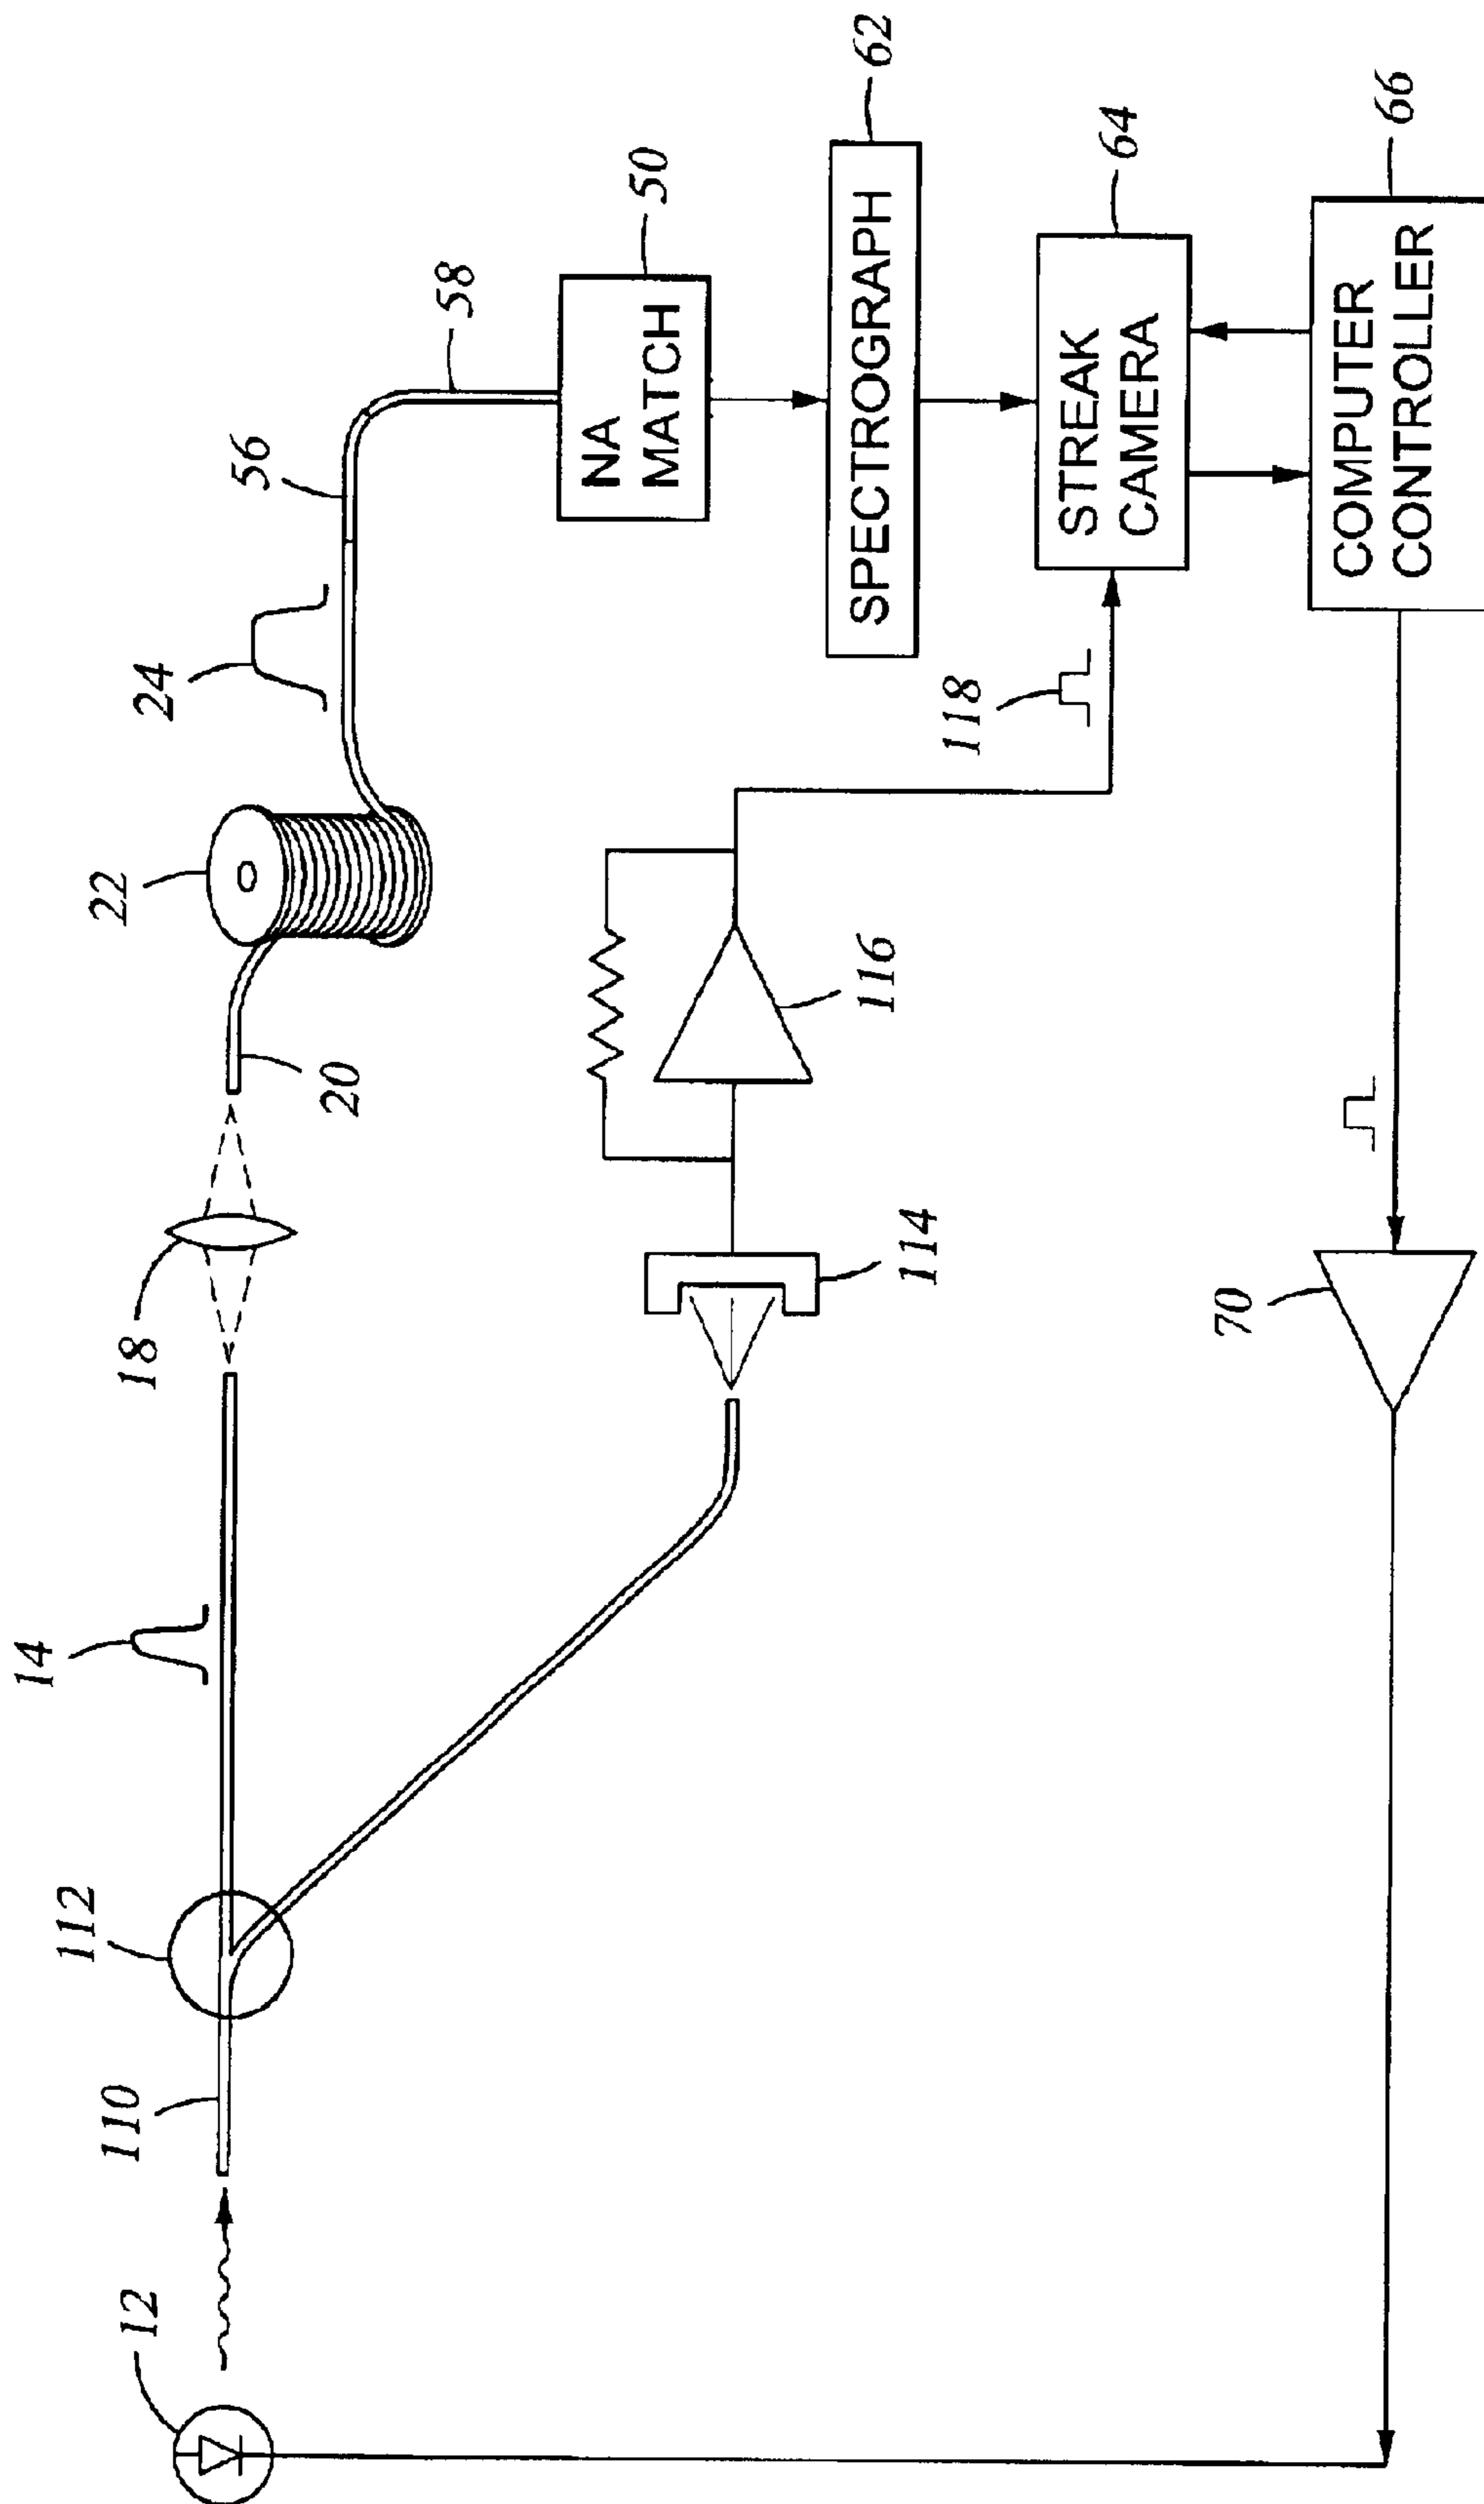 14
112
110
12
18
22
24
20
56
58
NA
MATCH
50
SPECTROGRAPH
62
114
116
118
STREAK
CAMERA
64
70
COMPUTER
CONTROLLER
66